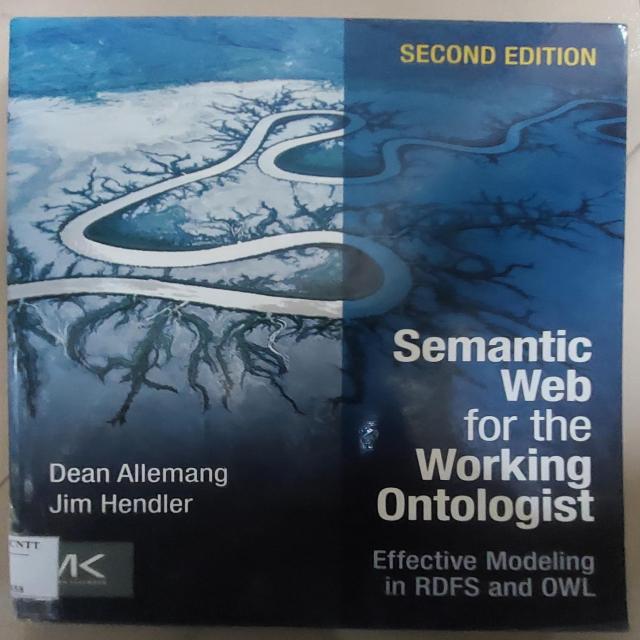 SECOND EDITION
Semantic
Web
for the
Working
Ontologist
Dean Allemang
Jim Hendler
Effective Modeling
in RDFS and OWL
CNTT
MK